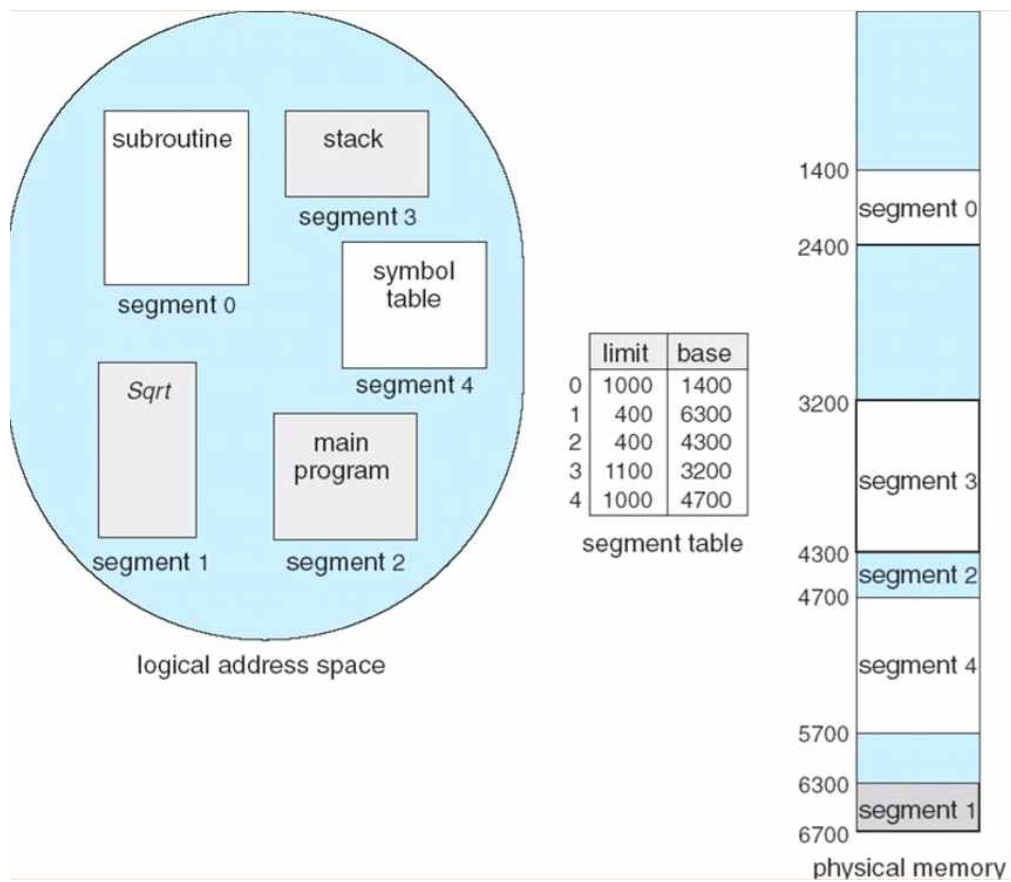 subroutine
segment 0
stack
segment 3
symbol
table
segment 4
Sqrt
segment 1
main
program
segment 2
logical address space
limit base
0 1000 1400
1 400 6300
2 400 4300
3 1100 3200
4 1000 4700
segment table
1400
segment 0
2400
3200
segment 3
4300
segment 2
4700
segment 4
5700
6300
segment 1
6700
physical memory